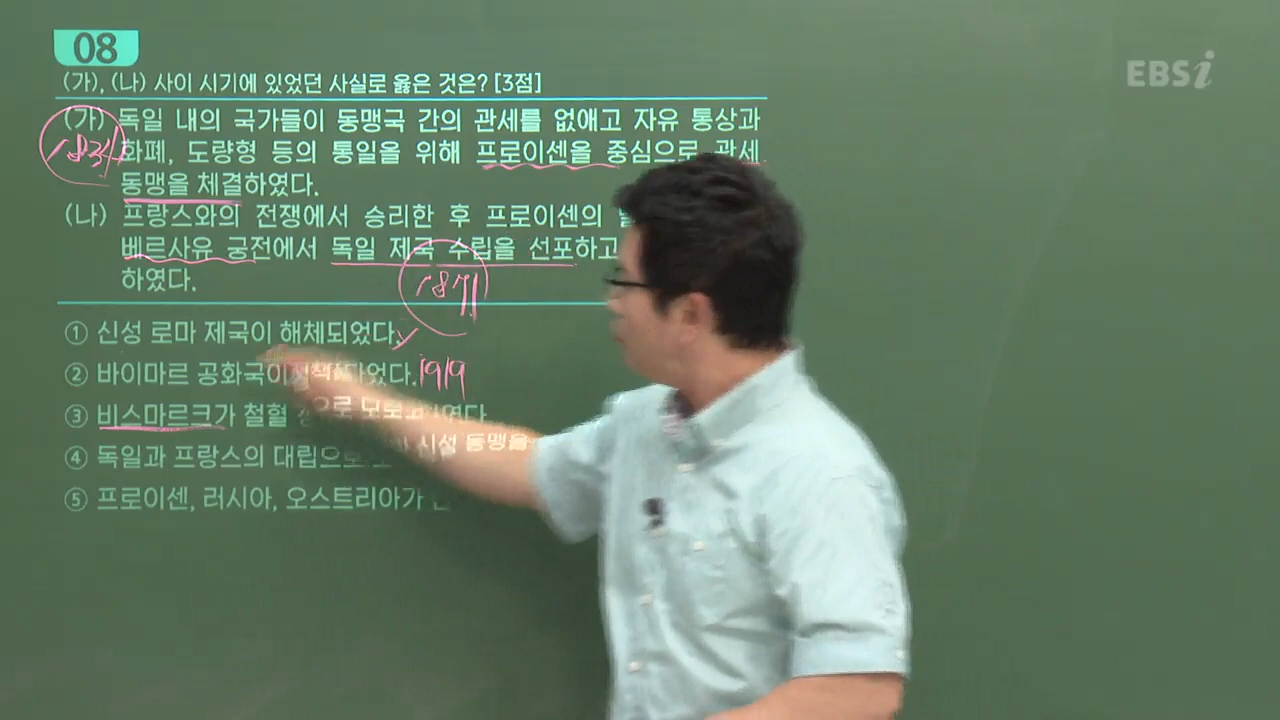 08
EBSi
(가), (나) 사이 시기에 있었던 사실로 옳은 것은? [3점]
(가) 독일 내의 국가들이 동맹국 간의 관세를 없애고 자유 통상과
1834 화폐, 도량형 등의 통일을 위해 프로이센을 중심으로 관세
동맹을 체결하였다.
(나) 프랑스와의 전쟁에서 승리한 후 프로이센의
베르사유 궁전에서 독일 제국 수립을 선포하고
하였다.
1871
① 신성 로마 제국이 해체되었다.
② 바이마르 공화국이 되었다. 1919
③ 비스마르크가 철혈
④ 독일과 프랑스의 대립으로 신성 동맹을
⑤ 프로이센, 러시아, 오스트리아가